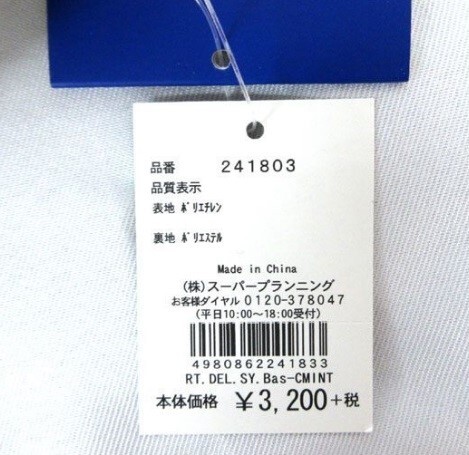 品番 241803
品質表示
表地 ﾎﾟﾘｴﾁﾚﾝ
裏地 ﾎﾟﾘｴｽﾃﾙ
Made in China
(株)スーパープランニング
お客様ダイヤル 0120-378047
(平日10:00～18:00受付)
4980862241833
RT.DEL.SY.Bas-CMINT
本体価格 ￥3,200+税